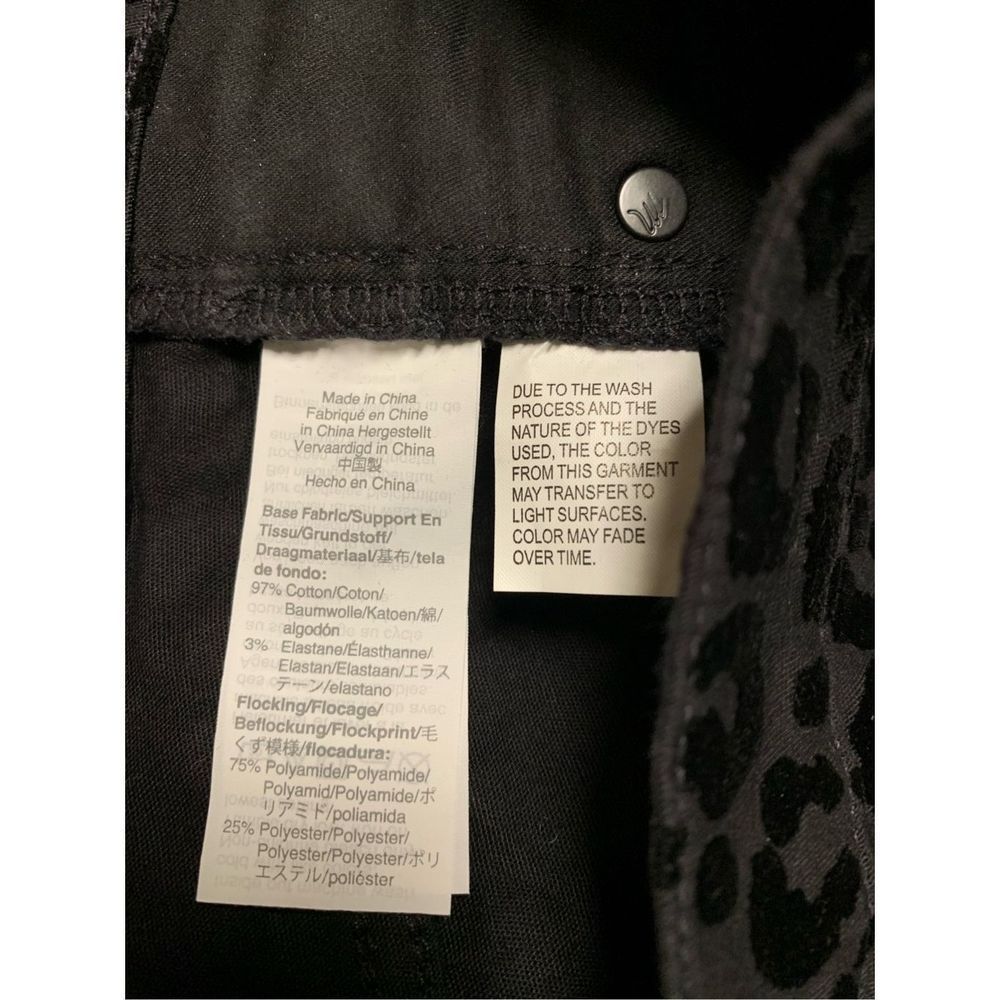 Made in China
Fabriqué en Chine
in China Hergestellt
Vervaardigd in China
中国製
Hecho en China
Base Fabric/Support En
Tissu/Grundstoff/
Draagmateriaal/基布/tela
de fondo:
97% Cotton/Coton/
Baumwolle/Katoen/綿/
algodón
3% Elastane/Élasthanne/
Elastan/Elastaan/エラス
テーン/elastano
Flocking/Flocage/
Beflockung/Flockprint/毛
くず模様/flocadura:
75% Polyamide/Polyamide/
Polyamid/Polyamide/ポ
リアミド/poliamida
25% Polyester/Polyester/
Polyester/Polyester/ポリ
エステル/poliéster
DUE TO THE WASH
PROCESS AND THE
NATURE OF THE DYES
USED, THE COLOR
FROM THIS GARMENT
MAY TRANSFER TO
LIGHT SURFACES.
COLOR MAY FADE
OVER TIME.